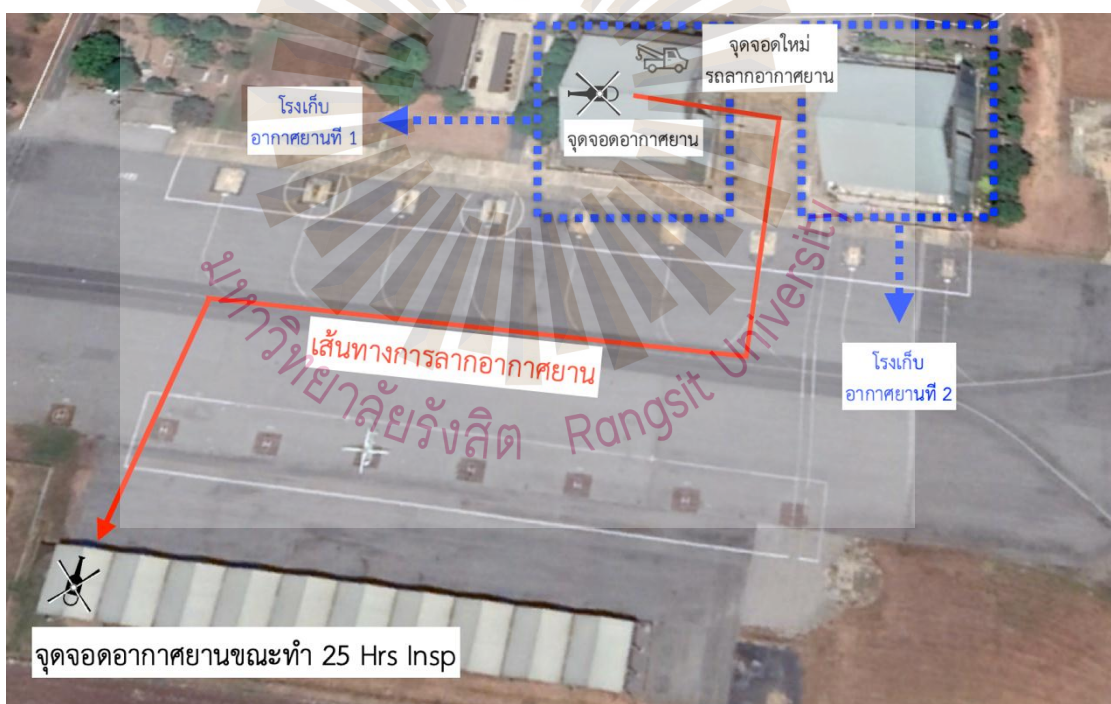 จุดจอดใหม่
รถลากอากาศยาน
โรงเก็บ
อากาศยานที่ 1
จุดจอดอากาศยาน
เส้นทางการลากอากาศยาน
โรงเก็บ
อากาศยานที่ 2
มหาวิทยาลัยรังสิต Rangsit University
จุดจอดอากาศยานขณะทำ 25 Hrs Insp